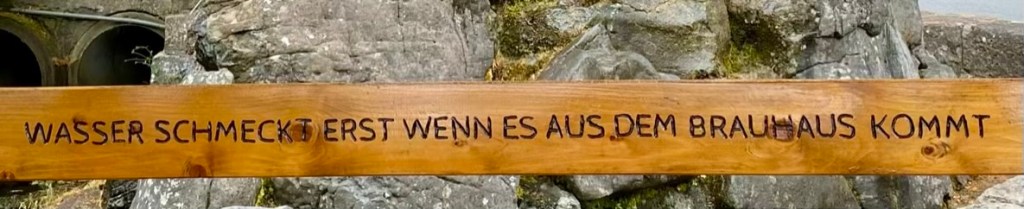 WASSER SCHMECKT ERST WENN ES AUS DEM BRAUHAUS KOMMT